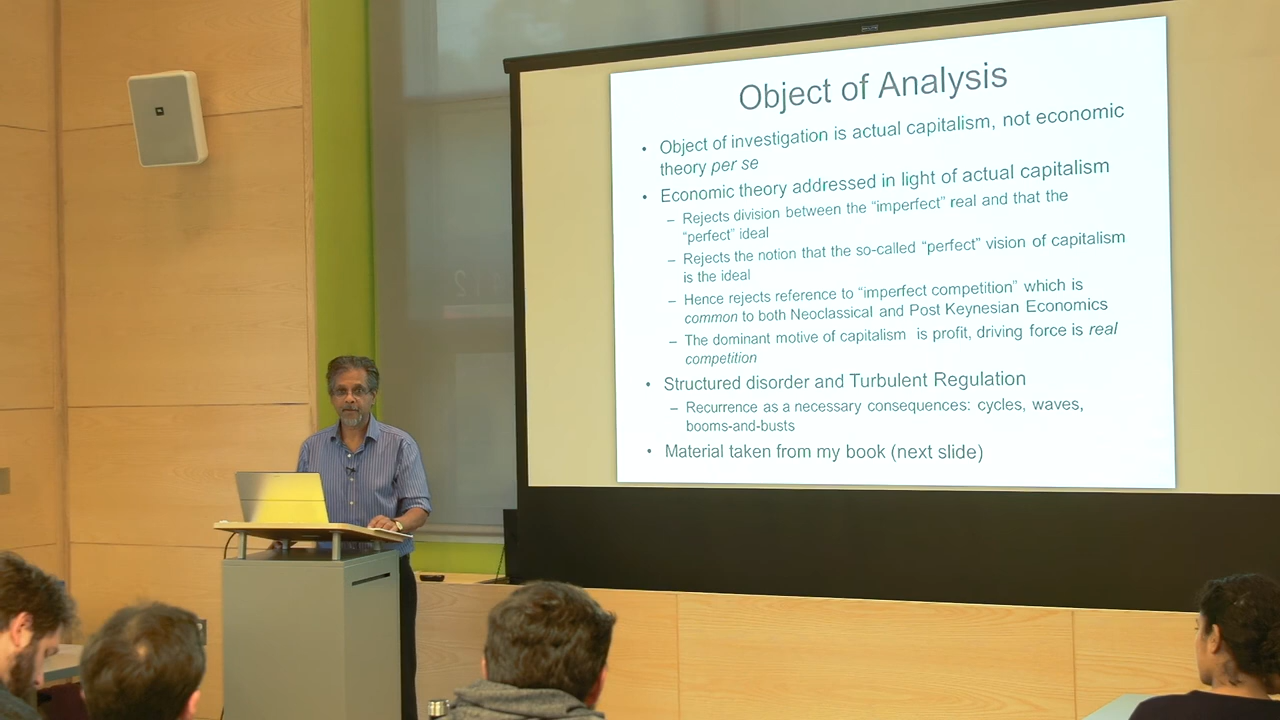 Object of Analysis
• Object of investigation is actual capitalism, not economic
theory per se
• Economic theory addressed in light of actual capitalism
– Rejects division between the “imperfect” real and that the
“perfect” ideal
– Rejects the notion that the so-called “perfect” vision of capitalism
is the ideal
– Hence rejects reference to “imperfect competition” which is
common to both Neoclassical and Post Keynesian Economics
– The dominant motive of capitalism is profit, driving force is real
competition
• Structured disorder and Turbulent Regulation
– Recurrence as a necessary consequences: cycles, waves,
booms-and-busts
• Material taken from my book (next slide)